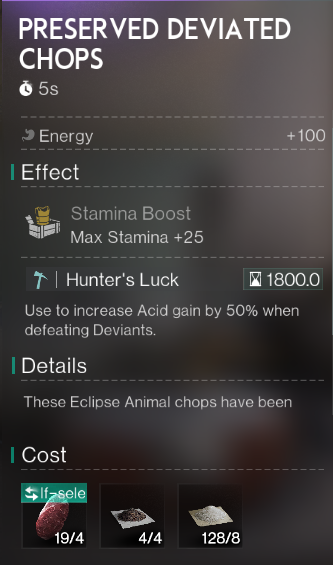 PRESERVED DEVIATED
CHOPS
5s
Energy +100
Effect
Stamina Boost
Max Stamina +25
Hunter's Luck 1800.0
Use to increase Acid gain by 50% when
defeating Deviants.
Details
These Eclipse Animal chops have been
Cost
lf-sele
19/4 4/4 128/8